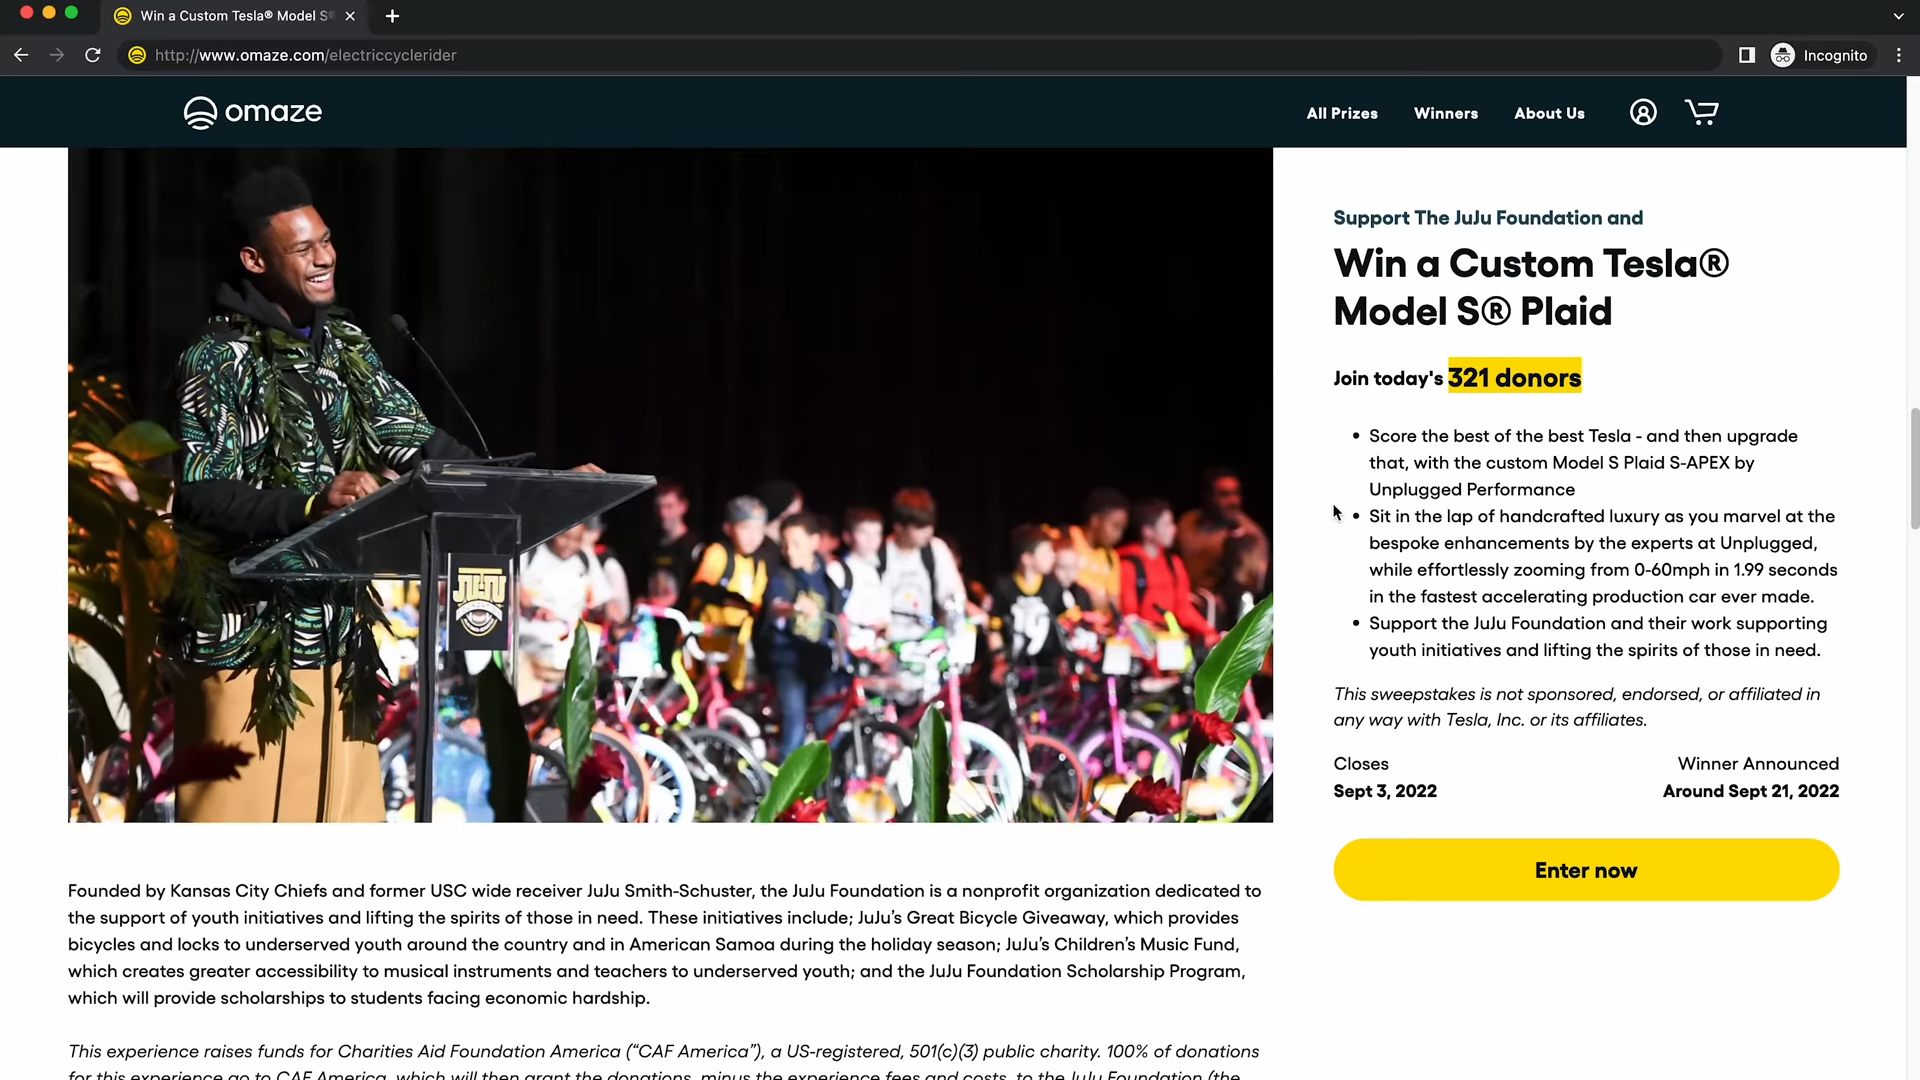 Win a Custom Tesla® Model S®
http://www.omaze.com/electriccyclerider
Incognito
omaze
All Prizes
Winners
About Us
JUJU
Support The JuJu Foundation and
Win a Custom Tesla®
Model S® Plaid
Join today's 321 donors
• Score the best of the best Tesla - and then upgrade
that, with the custom Model S Plaid S-APEX by
Unplugged Performance
• Sit in the lap of handcrafted luxury as you marvel at the
bespoke enhancements by the experts at Unplugged,
while effortlessly zooming from 0-60mph in 1.99 seconds
in the fastest accelerating production car ever made.
• Support the JuJu Foundation and their work supporting
youth initiatives and lifting the spirits of those in need.
This sweepstakes is not sponsored, endorsed, or affiliated in
any way with Tesla, Inc. or its affiliates.
Closes
Sept 3, 2022
Winner Announced
Around Sept 21, 2022
Enter now
Founded by Kansas City Chiefs and former USC wide receiver JuJu Smith-Schuster, the JuJu Foundation is a nonprofit organization dedicated to
the support of youth initiatives and lifting the spirits of those in need. These initiatives include; JuJu’s Great Bicycle Giveaway, which provides
bicycles and locks to underserved youth around the country and in American Samoa during the holiday season; JuJu’s Children’s Music Fund,
which creates greater accessibility to musical instruments and teachers to underserved youth; and the JuJu Foundation Scholarship Program,
which will provide scholarships to students facing economic hardship.
This experience raises funds for Charities Aid Foundation America (“CAF America”), a US-registered, 501(c)(3) public charity. 100% of donations
for this experience go to CAF America, which will then grant the donations, minus the experience fees and costs, to the JuJu Foundation (the